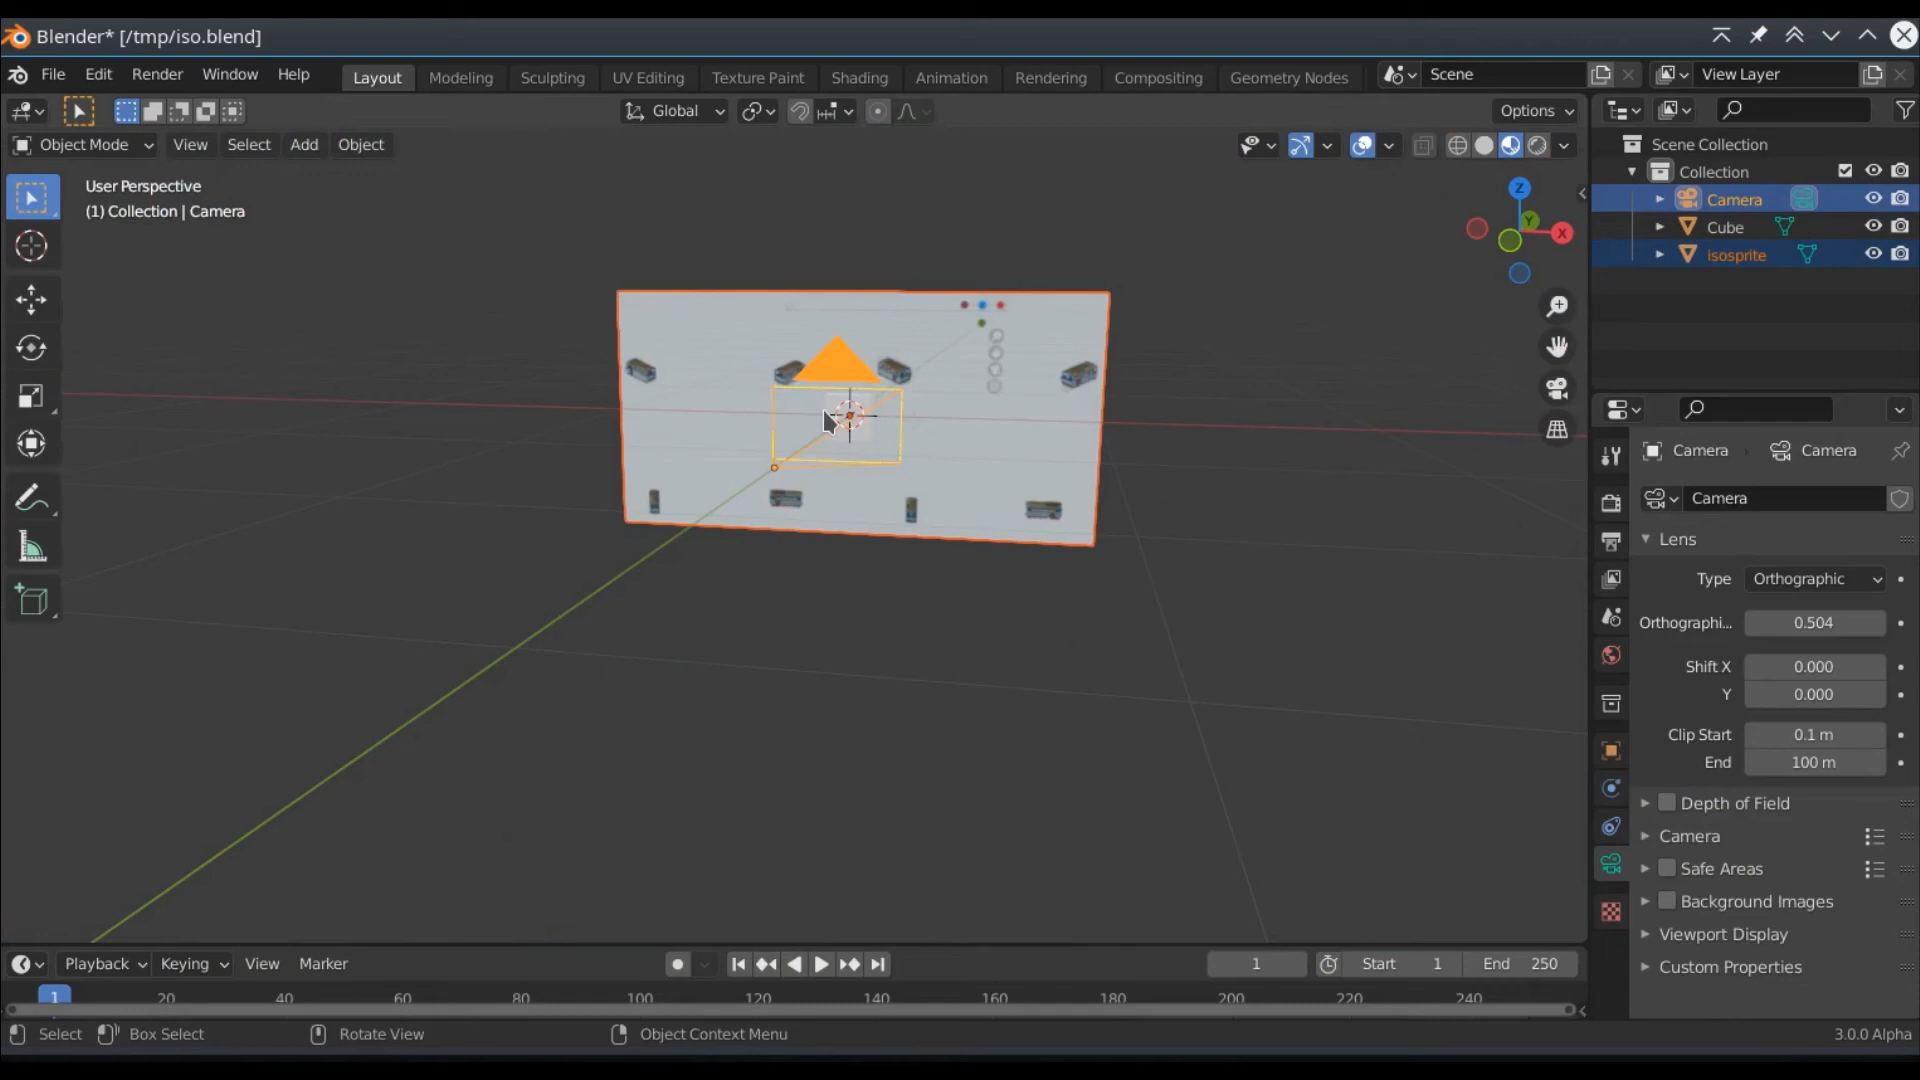 Blender* [/tmp/iso.blend]
File Edit Render Window Help Layout Modeling Sculpting UV Editing Texture Paint Shading Animation Rendering Compositing Geometry Nodes Scene View Layer
Global Options
Object Mode View Select Add Object
User Perspective
(1) Collection | Camera
Z
Y
X
Scene Collection
Collection
Camera
Cube
isosprite
Camera Camera
Camera
Lens
Type Orthographic
Orthographi... 0.504
Shift X 0.000
Y 0.000
Clip Start 0.1 m
End 100 m
Depth of Field
Camera
Safe Areas
Background Images
Viewport Display
Custom Properties
Playback Keying View Marker 1 Start 1 End 250
1 20 40 60 80 100 120 140 160 180 200 220 240
Select Box Select Rotate View Object Context Menu 3.0.0 Alpha